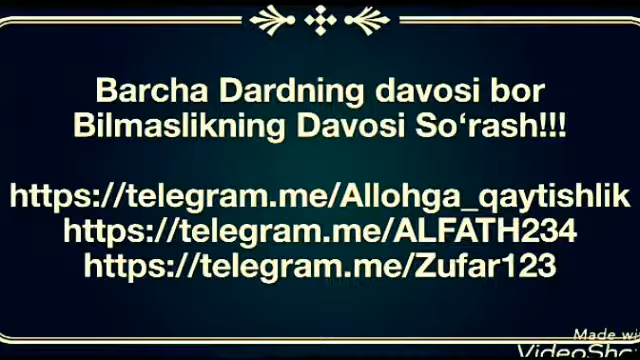 Barcha Dardning davosi bor
Bilmaslikning Davosi So‘rash!!!
https://telegram.me/Allohga_qaytishlik
https://telegram.me/ALFATH234
https://telegram.me/Zufar123
Made